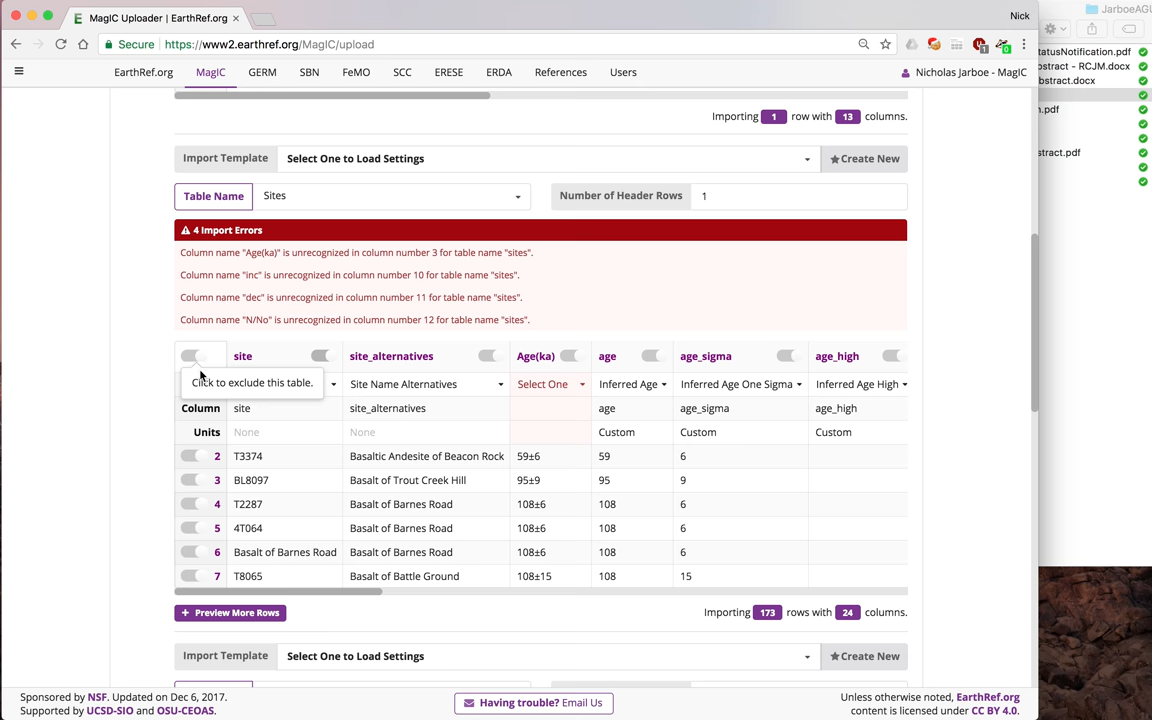 MagIC Uploader | EarthRef.org
Nick
JarboeAGU
Secure https://www2.earthref.org/MagIC/upload
EarthRef.org MagIC GERM SBN FeMO SCC ERESE ERDA References Users Nicholas Jarboe - MagIC
tatusNotification.pdf
bstract - RCJM.docx
bstract.docx
n.pdf
stract.pdf
Importing 1 row with 13 columns.
Import Template Select One to Load Settings Create New
Table Name Sites Number of Header Rows 1
4 Import Errors
Column name "Age(ka)" is unrecognized in column number 3 for table name "sites".
Column name "inc" is unrecognized in column number 10 for table name "sites".
Column name "dec" is unrecognized in column number 11 for table name "sites".
Column name "N/No" is unrecognized in column number 12 for table name "sites".
site site_alternatives Age(ka) age age_sigma age_high
Click to exclude this table. Site Name Alternatives Select One Inferred Age Inferred Age One Sigma Inferred Age High
Column site site_alternatives age age_sigma age_high
Units None None Custom Custom Custom
2 T3374 Basaltic Andesite of Beacon Rock 59±6 59 6
3 BL8097 Basalt of Trout Creek Hill 95±9 95 9
4 T2287 Basalt of Barnes Road 108±6 108 6
5 4T064 Basalt of Barnes Road 108±6 108 6
6 Basalt of Barnes Road Basalt of Barnes Road 108±6 108 6
7 T8065 Basalt of Battle Ground 108±15 108 15
+ Preview More Rows Importing 173 rows with 24 columns.
Import Template Select One to Load Settings Create New
Sponsored by NSF. Updated on Dec 6, 2017.
Supported by UCSD-SIO and OSU-CEOAS.
Having trouble? Email Us
Unless otherwise noted, EarthRef.org
content is licensed under CC BY 4.0.